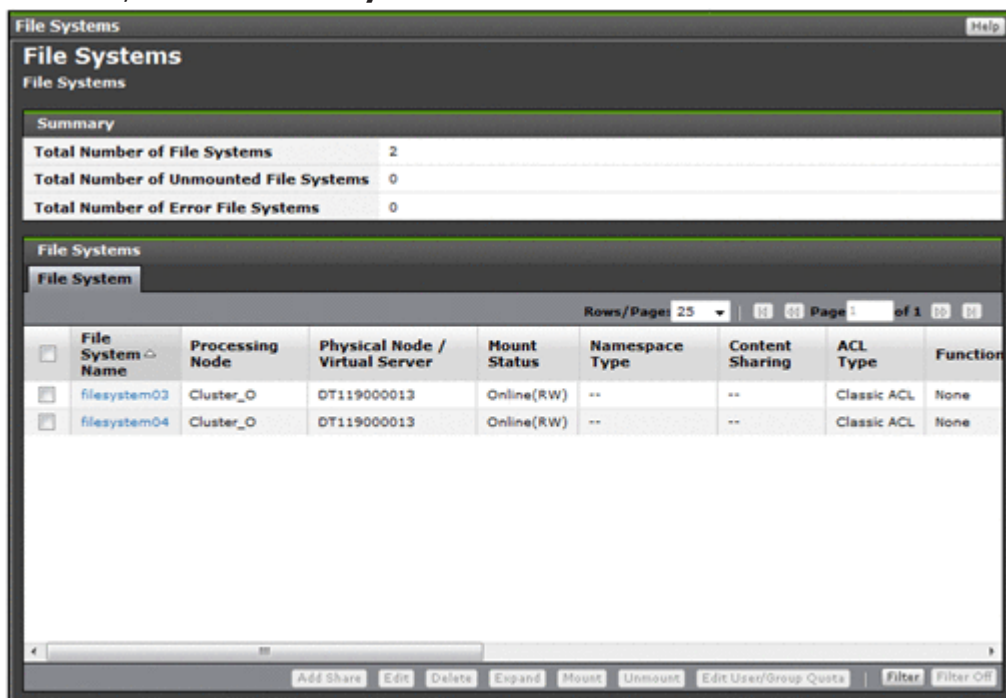 File Systems Help
File Systems
File Systems
Summary
Total Number of File Systems 2
Total Number of Unmounted File Systems 0
Total Number of Error File Systems 0
File Systems
File System
Rows/Page: 25 Page 1 of 1
File System Name Processing Node Physical Node / Virtual Server Mount Status Namespace Type Content Sharing ACL Type Function
filesystem03 Cluster_O DT119000013 Online(RW) -- -- Classic ACL None
filesystem04 Cluster_O DT119000013 Online(RW) -- -- Classic ACL None
Add Share Edit Delete Expand Mount Unmount Edit User/Group Quota Filter Filter Off